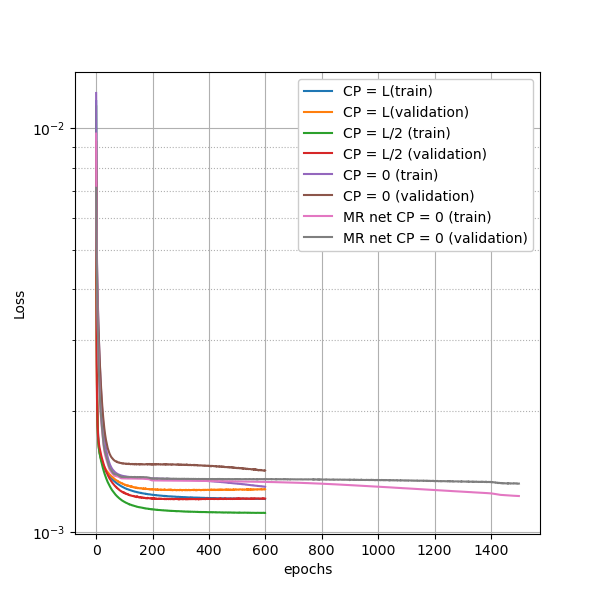 CP = L(train)
CP = L(validation)
CP = L/2 (train)
CP = L/2 (validation)
CP = 0 (train)
CP = 0 (validation)
MR net CP = 0 (train)
MR net CP = 0 (validation)
10⁻²
10⁻³
Loss
0 200 400 600 800 1000 1200 1400
epochs